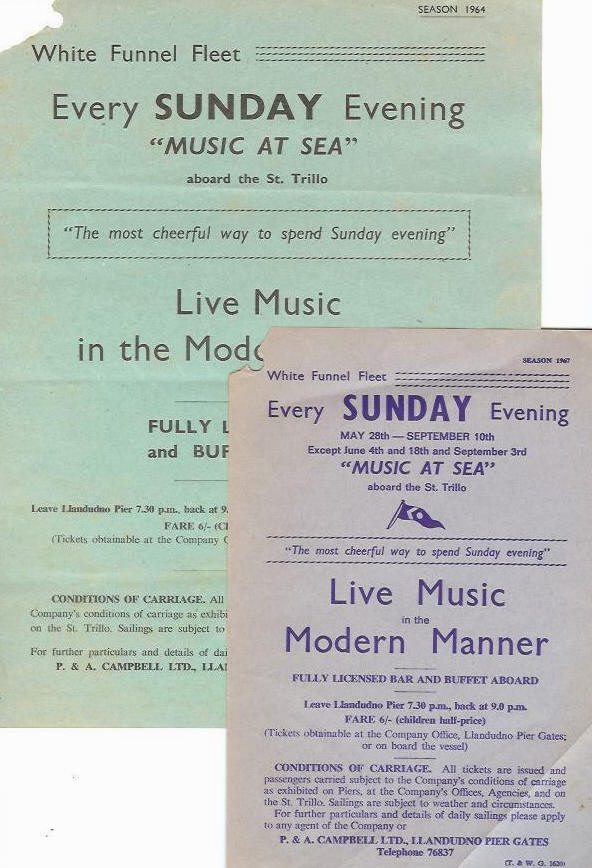 SEASON 1964
White Funnel Fleet
Every SUNDAY Evening
“MUSIC AT SEA”
aboard the St. Trillo
“The most cheerful way to spend Sunday evening”
Live Music
in the Mod
FULLY L
and BUF
Leave Llandudno Pier 7.30 p.m., back at 9.
FARE 6/- (C
(Tickets obtainable at the Company
CONDITIONS OF CARRIAGE. All
Company's conditions of carriage as exhibi
on the St. Trillo. Sailings are subject to
For further particulars and details of dai
P. & A. CAMPBELL LTD., LLAN
SEASON 1967
White Funnel Fleet
Every SUNDAY Evening
MAY 28th — SEPTEMBER 10th
Except June 4th and 18th and September 3rd
“MUSIC AT SEA”
aboard the St. Trillo
“The most cheerful way to spend Sunday evening”
Live Music
in the
Modern Manner
FULLY LICENSED BAR AND BUFFET ABOARD
Leave Llandudno Pier 7.30 p.m., back at 9.0 p.m.
FARE 6/- (children half-price)
(Tickets obtainable at the Company Office, Llandudno Pier Gates;
or on board the vessel)
CONDITIONS OF CARRIAGE. All tickets are issued and
passengers carried subject to the Company's conditions of carriage
as exhibited on Piers, at the Company's Offices, Agencies, and on
the St. Trillo. Sailings are subject to weather and circumstances.
For further particulars and details of daily sailings please apply
to any agent of the Company or
P. & A. CAMPBELL LTD., LLANDUDNO PIER GATES
Telephone 76837
(T. & W. G. 1620)